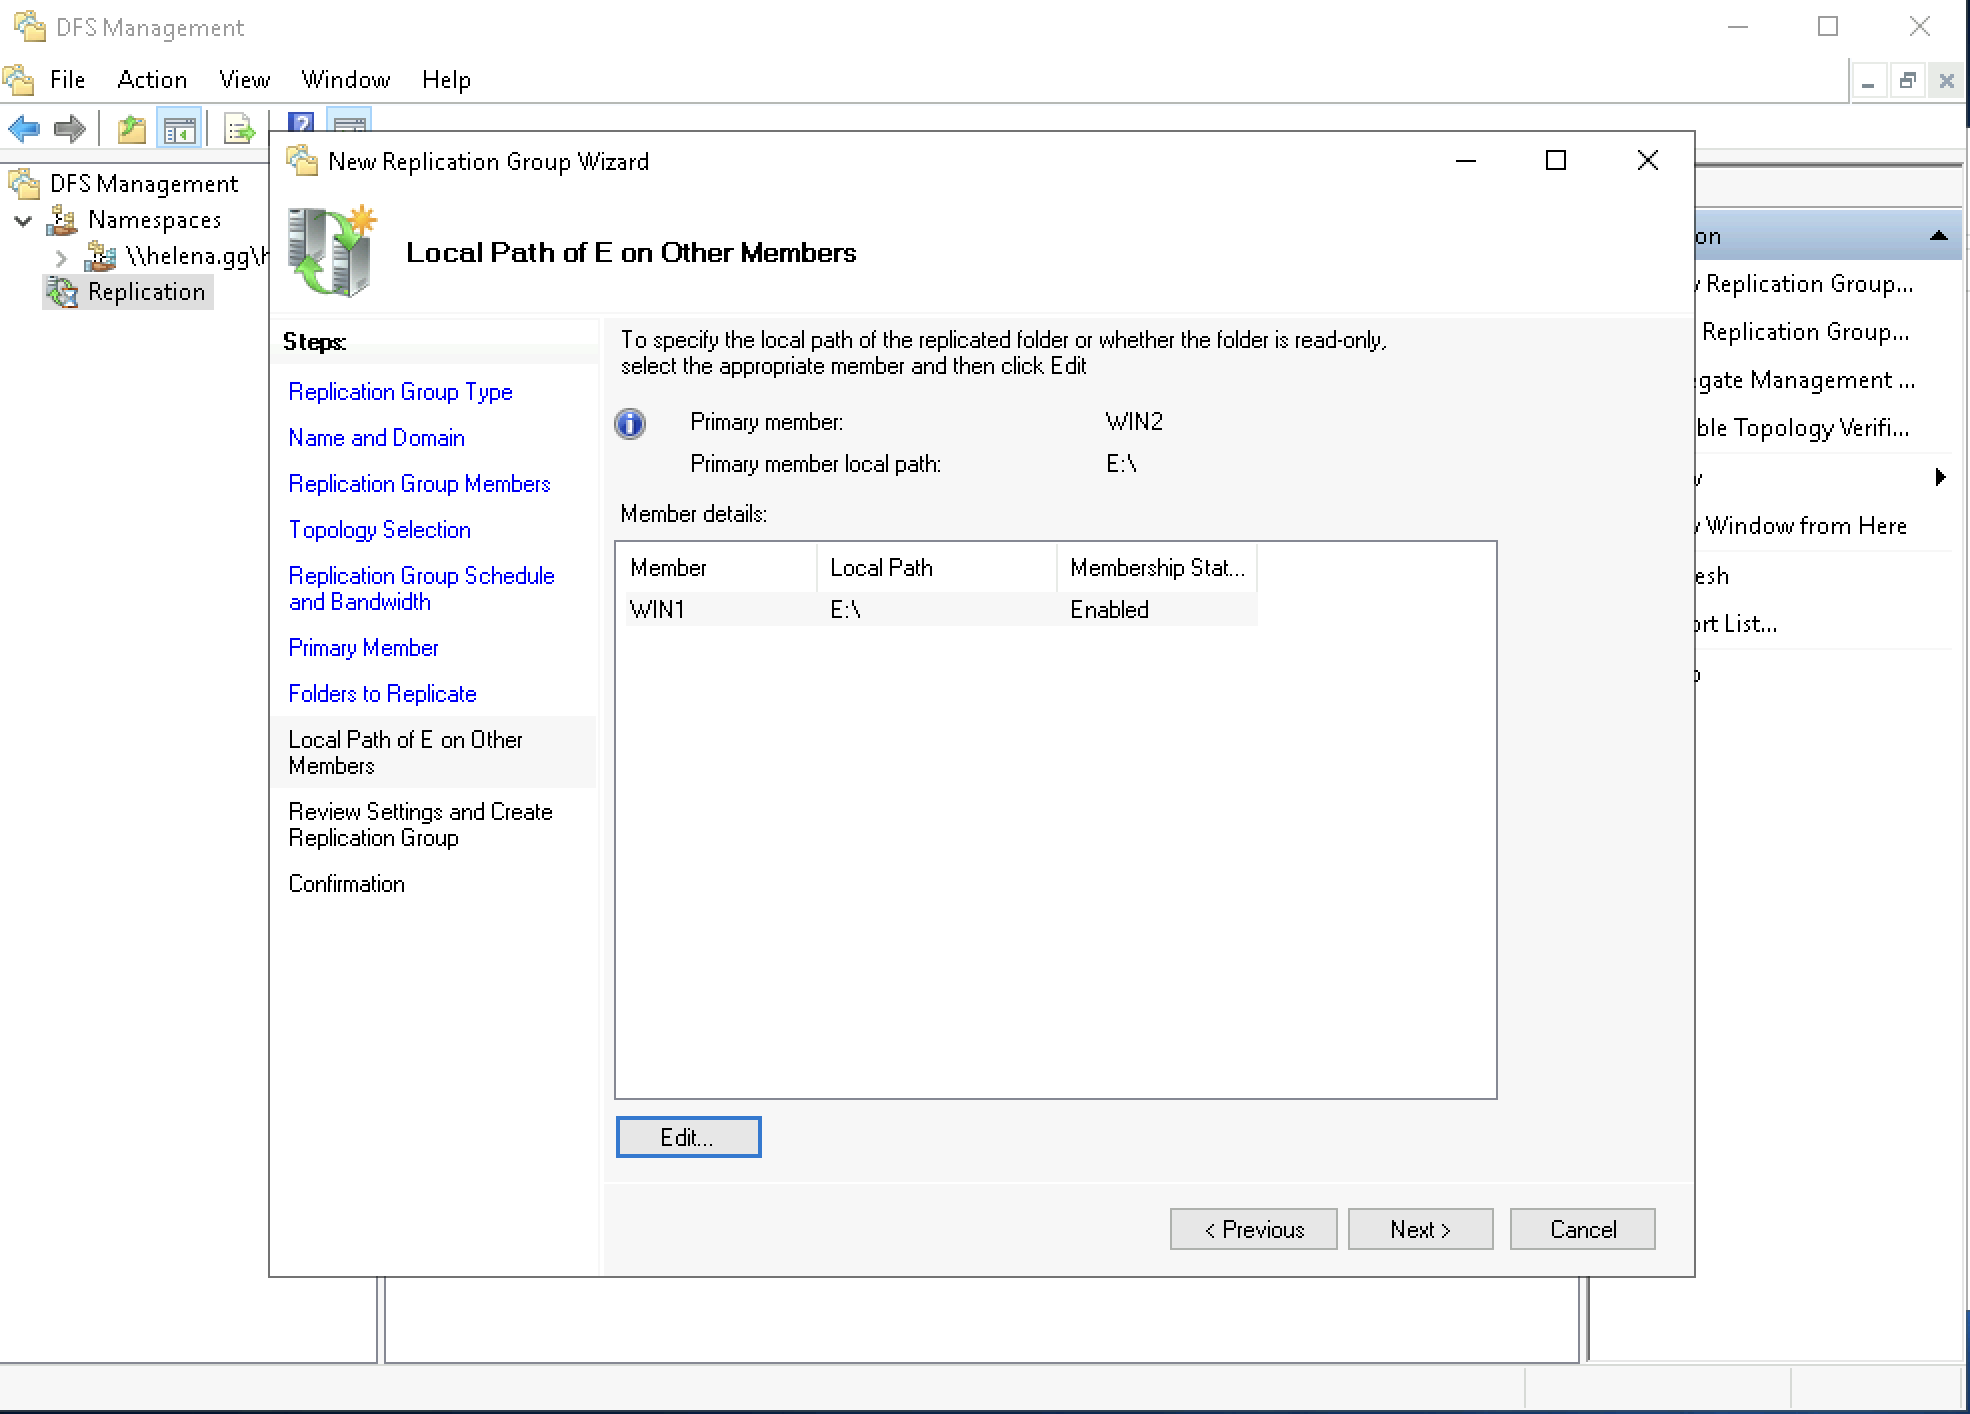 DFS Management
File Action View Window Help
DFS Management
Namespaces
\\helena.gg\h
Replication
New Replication Group Wizard
Local Path of E on Other Members
Steps:
Replication Group Type
Name and Domain
Replication Group Members
Topology Selection
Replication Group Schedule
and Bandwidth
Primary Member
Folders to Replicate
Local Path of E on Other
Members
Review Settings and Create
Replication Group
Confirmation
To specify the local path of the replicated folder or whether the folder is read-only,
select the appropriate member and then click Edit
Primary member: WIN2
Primary member local path: E:\
Member details:
Member Local Path Membership Stat...
WIN1 E:\ Enabled
Edit...
< Previous Next > Cancel
on
Replication Group...
Replication Group...
gate Management ...
ble Topology Verifi...
Window from Here
esh
ort List...